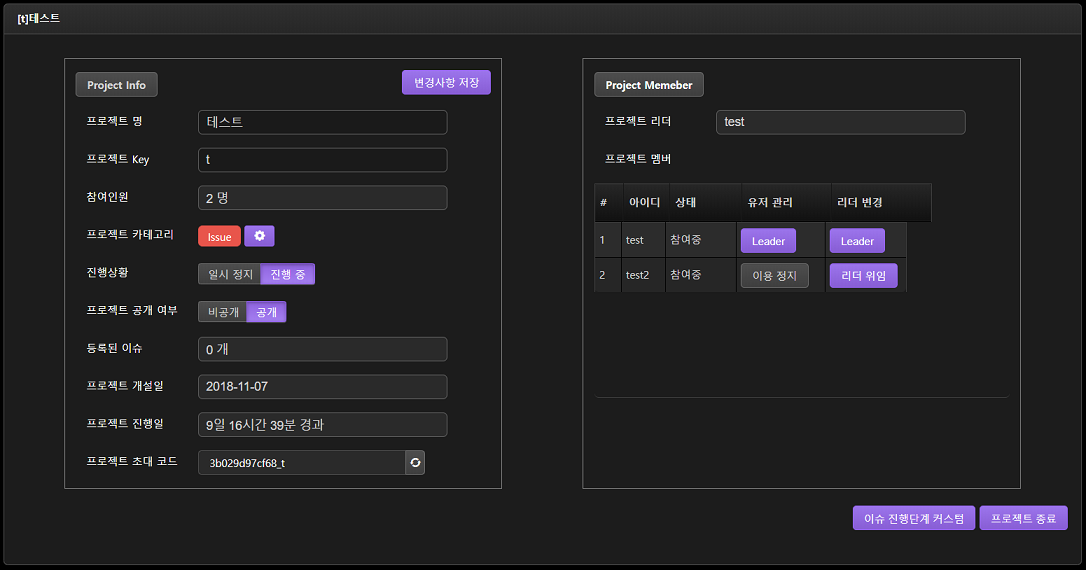 [t]테스트
Project Info
변경사항 저장
프로젝트 명 테스트
프로젝트 Key t
참여인원 2 명
프로젝트 카테고리 Issue
진행상황 일시 정지 진행 중
프로젝트 공개 여부 비공개 공개
등록된 이슈 0 개
프로젝트 개설일 2018-11-07
프로젝트 진행일 9일 16시간 39분 경과
프로젝트 초대 코드 3b029d97cf68_t
Project Memeber
프로젝트 리더 test
프로젝트 멤버
# 아이디 상태 유저 관리 리더 변경
1 test 참여중 Leader Leader
2 test2 참여중 이용 정지 리더 위임
이슈 진행단계 커스텀 프로젝트 종료